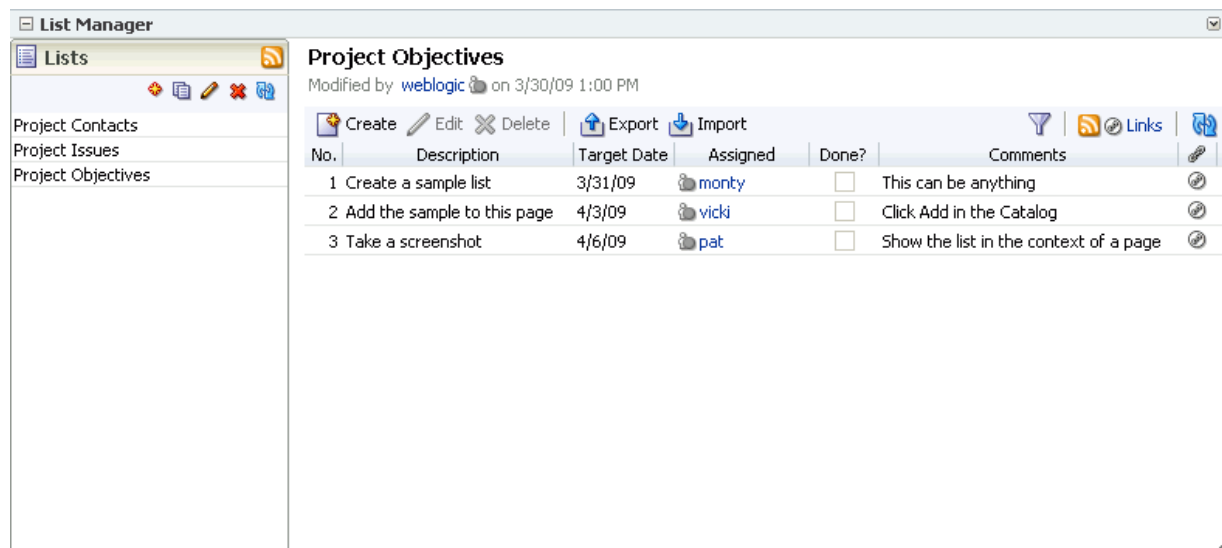 List Manager
Lists
Project Contacts
Project Issues
Project Objectives
Project Objectives
Modified by weblogic on 3/30/09 1:00 PM
Create Edit Delete Export Import Links
No. Description Target Date Assigned Done? Comments
1 Create a sample list 3/31/09 monty This can be anything
2 Add the sample to this page 4/3/09 vicki Click Add in the Catalog
3 Take a screenshot 4/6/09 pat Show the list in the context of a page